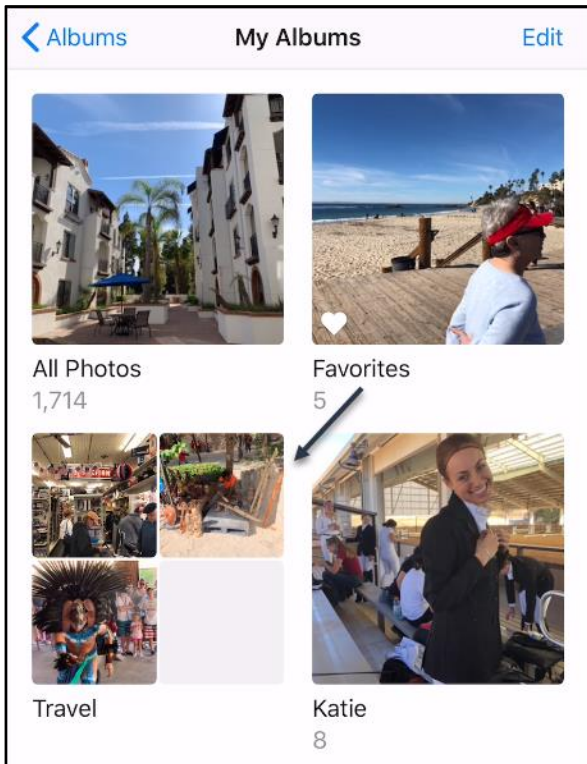 Albums
My Albums
Edit
All Photos
1,714
Favorites
5
Travel
Katie
8